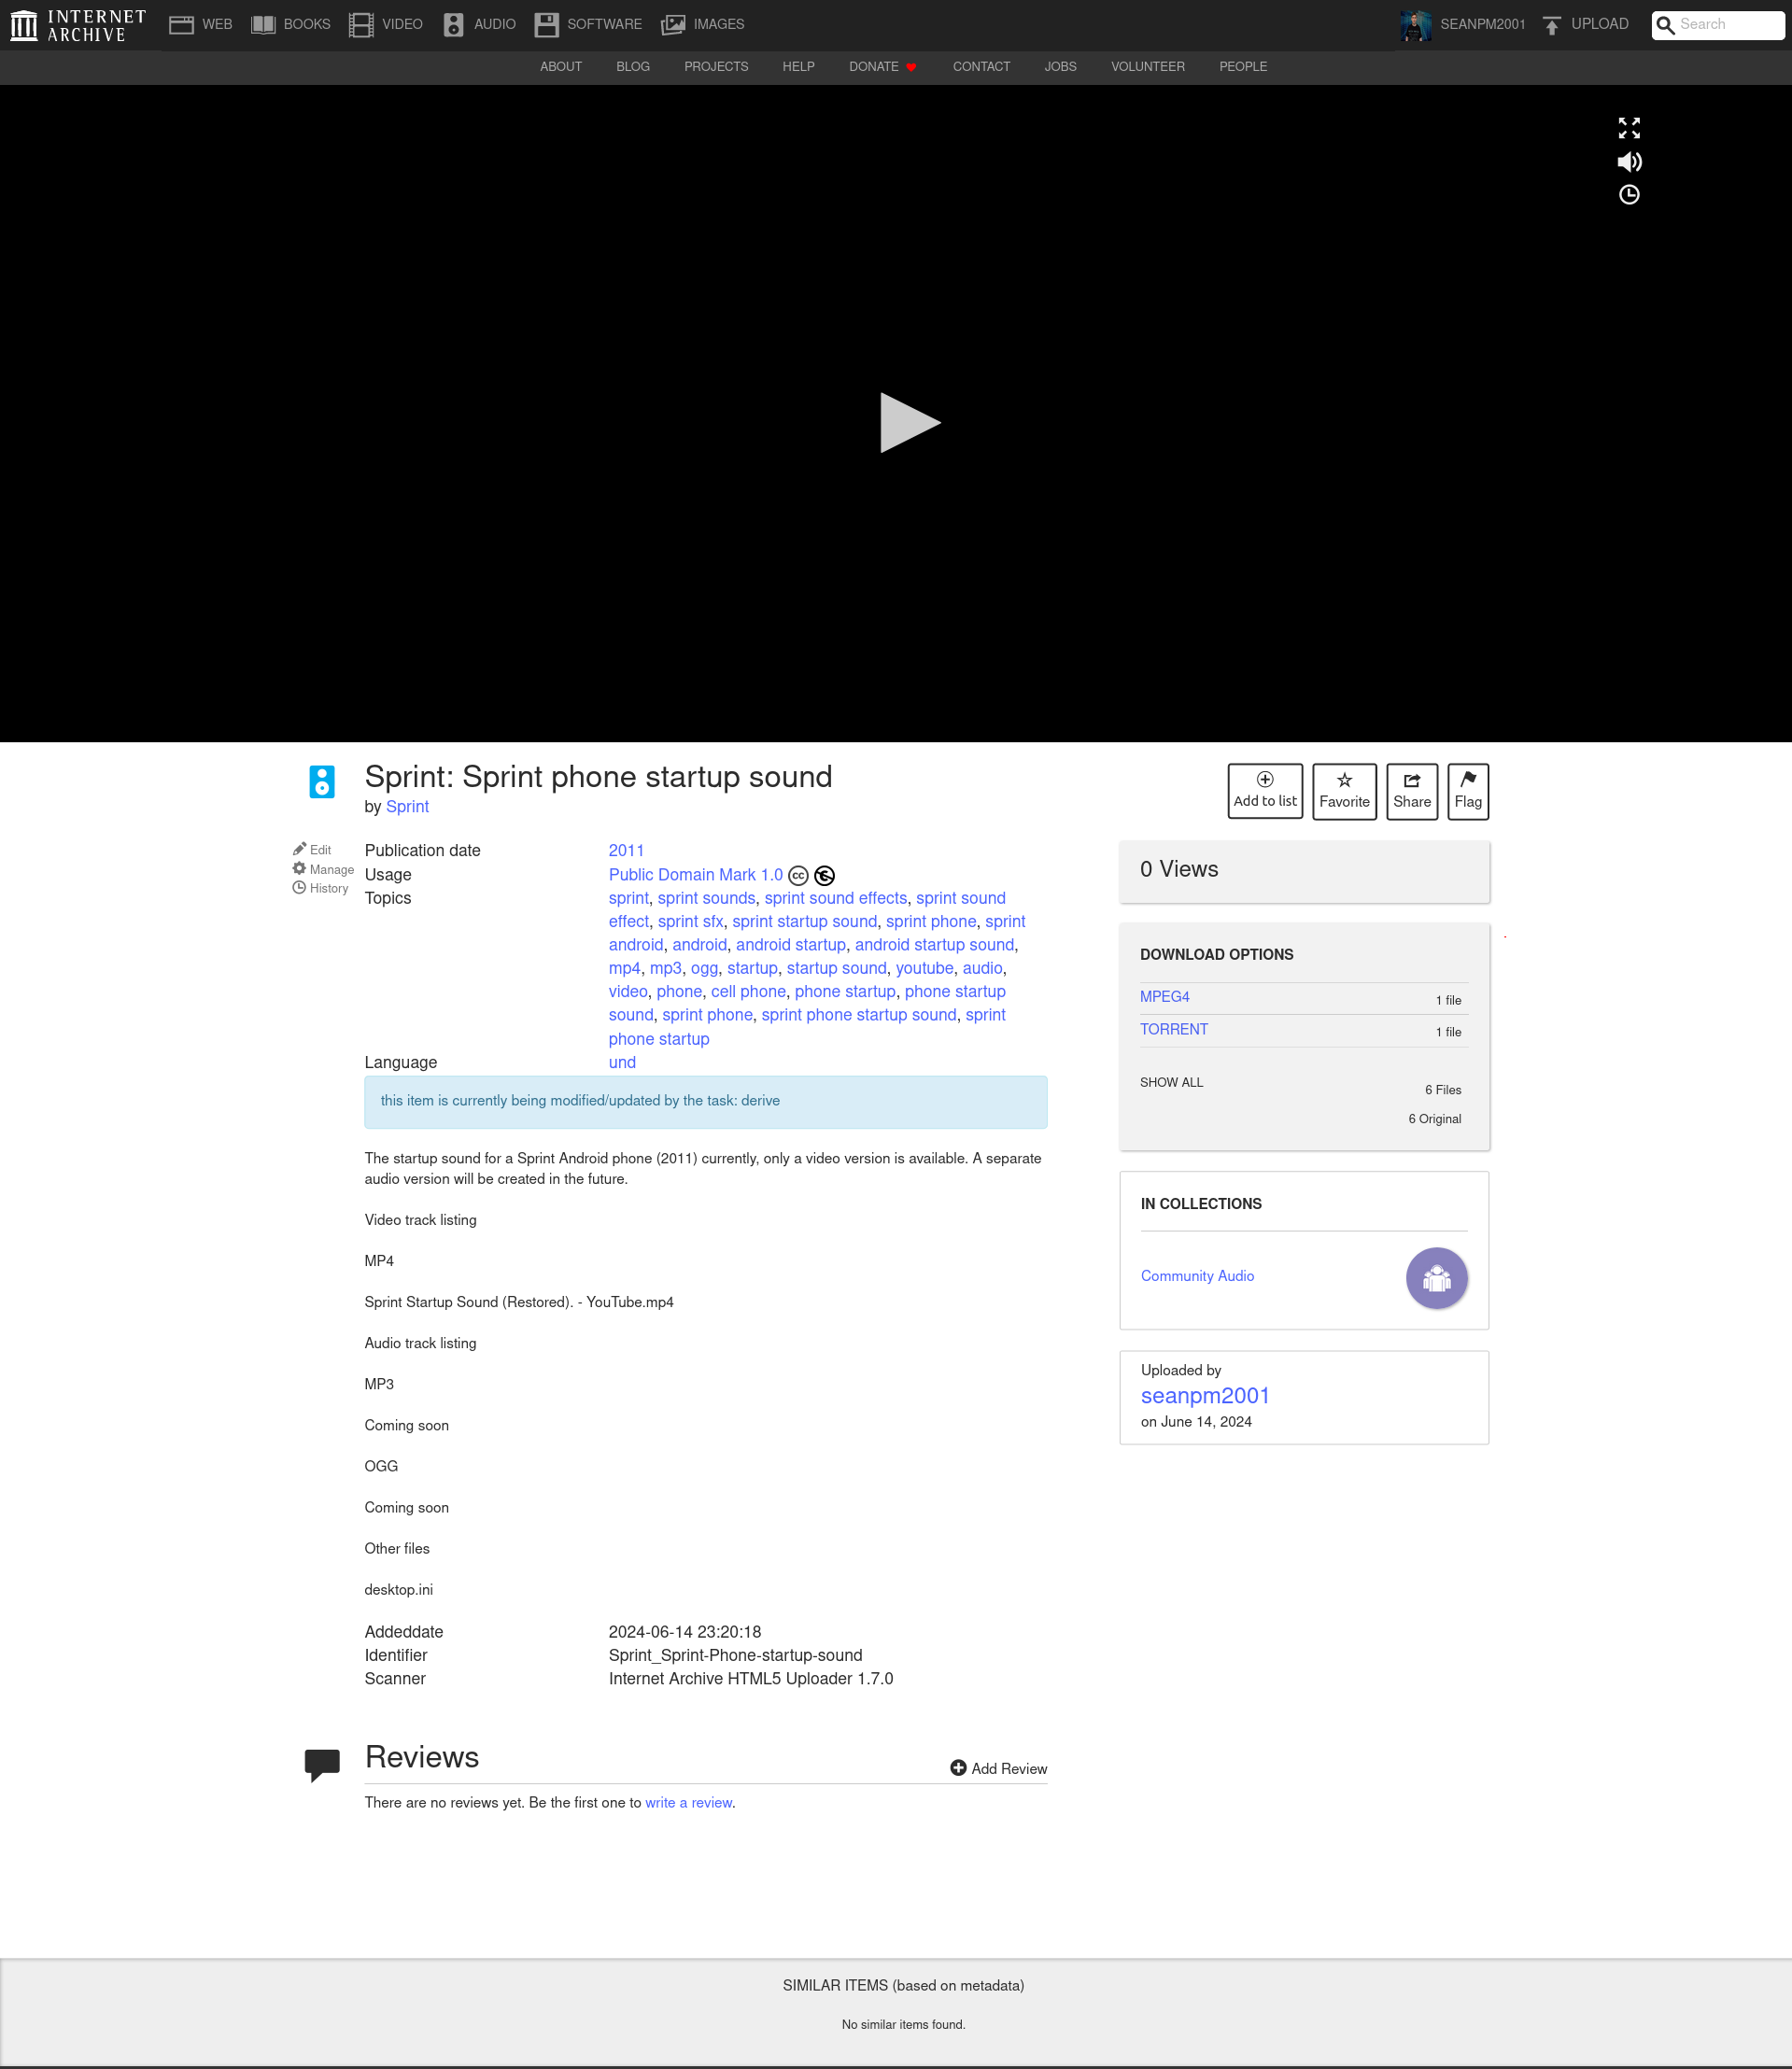 INTERNET ARCHIVE
WEB
BOOKS
VIDEO
AUDIO
SOFTWARE
IMAGES
SEANPM2001
UPLOAD
Search
ABOUT
BLOG
PROJECTS
HELP
DONATE
CONTACT
JOBS
VOLUNTEER
PEOPLE
Sprint: Sprint phone startup sound
by Sprint
Add to list
Favorite
Share
Flag
Edit
Manage
History
Publication date 2011
Usage Public Domain Mark 1.0 cc
Topics sprint, sprint sounds, sprint sound effects, sprint sound
effect, sprint sfx, sprint startup sound, sprint phone, sprint
android, android, android startup, android startup sound,
mp4, mp3, ogg, startup, startup sound, youtube, audio,
video, phone, cell phone, phone startup, phone startup
sound, sprint phone, sprint phone startup sound, sprint
phone startup
Language und
this item is currently being modified/updated by the task: derive
The startup sound for a Sprint Android phone (2011) currently, only a video version is available. A separate
audio version will be created in the future.
Video track listing
MP4
Sprint Startup Sound (Restored). - YouTube.mp4
Audio track listing
MP3
Coming soon
OGG
Coming soon
Other files
desktop.ini
Addeddate 2024-06-14 23:20:18
Identifier Sprint_Sprint-Phone-startup-sound
Scanner Internet Archive HTML5 Uploader 1.7.0
0 Views
DOWNLOAD OPTIONS
MPEG4 1 file
TORRENT 1 file
SHOW ALL 6 Files
6 Original
IN COLLECTIONS
Community Audio
Uploaded by
seanpm2001
on June 14, 2024
Reviews
Add Review
There are no reviews yet. Be the first one to write a review.
SIMILAR ITEMS (based on metadata)
No similar items found.